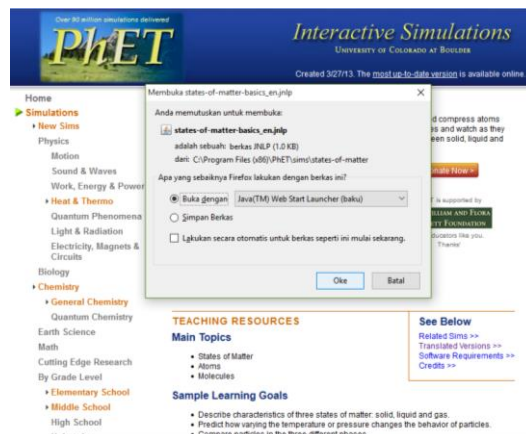 Over 80 million simulations delivered
PhET
Interactive Simulations
UNIVERSITY OF COLORADO AT BOULDER
Created 3/27/13. The most up-to-date version is available online.
Home
Simulations
New Sims
Physics
Motion
Sound & Waves
Work, Energy & Power
Heat & Thermo
Quantum Phenomena
Light & Radiation
Electricity, Magnets &
Circuits
Biology
Chemistry
General Chemistry
Quantum Chemistry
Earth Science
Math
Cutting Edge Research
By Grade Level
Elementary School
Middle School
High School
Membuka states-of-matter-basics_en.jnlp
Anda memutuskan untuk membuka:
states-of-matter-basics_en.jnlp
adalah sebuah: berkas JNLP (1.0 KB)
dari: C:\Program Files (x86)\PhET\sims\states-of-matter
Apa yang sebaiknya Firefox lakukan dengan berkas ini?
Buka dengan Java(TM) Web Start Launcher (baku)
Simpan Berkas
Lakukan secara otomatis untuk berkas seperti ini mulai sekarang.
Oke Batal
d compress atoms
es and watch as they
een solid, liquid and
nate Now >
is supported by
ILLIAM AND FLORA
TT FOUNDATION
ducators like you.
Thanks!
TEACHING RESOURCES
Main Topics
States of Matter
Atoms
Molecules
See Below
Related Sims >>
Translated Versions >>
Software Requirements >>
Credits >>
Sample Learning Goals
Describe characteristics of three states of matter: solid, liquid and gas.
Predict how varying the temperature or pressure changes the behavior of particles.
Compare particles in the three different phases.